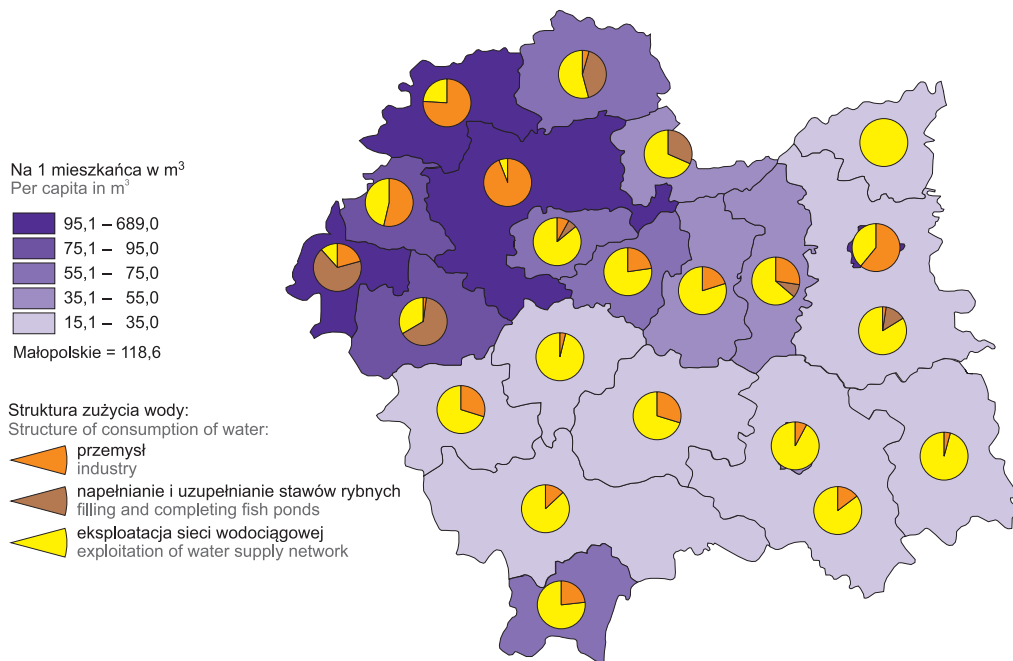 Na 1 mieszkańca w m³
Per capita in m³
95,1 – 689,0
75,1 – 95,0
55,1 – 75,0
35,1 – 55,0
15,1 – 35,0
Małopolskie = 118,6
Struktura zużycia wody:
Structure of consumption of water:
przemysł
industry
napełnianie i uzupełnianie stawów rybnych
filling and completing fish ponds
eksploatacja sieci wodociągowej
exploitation of water supply network